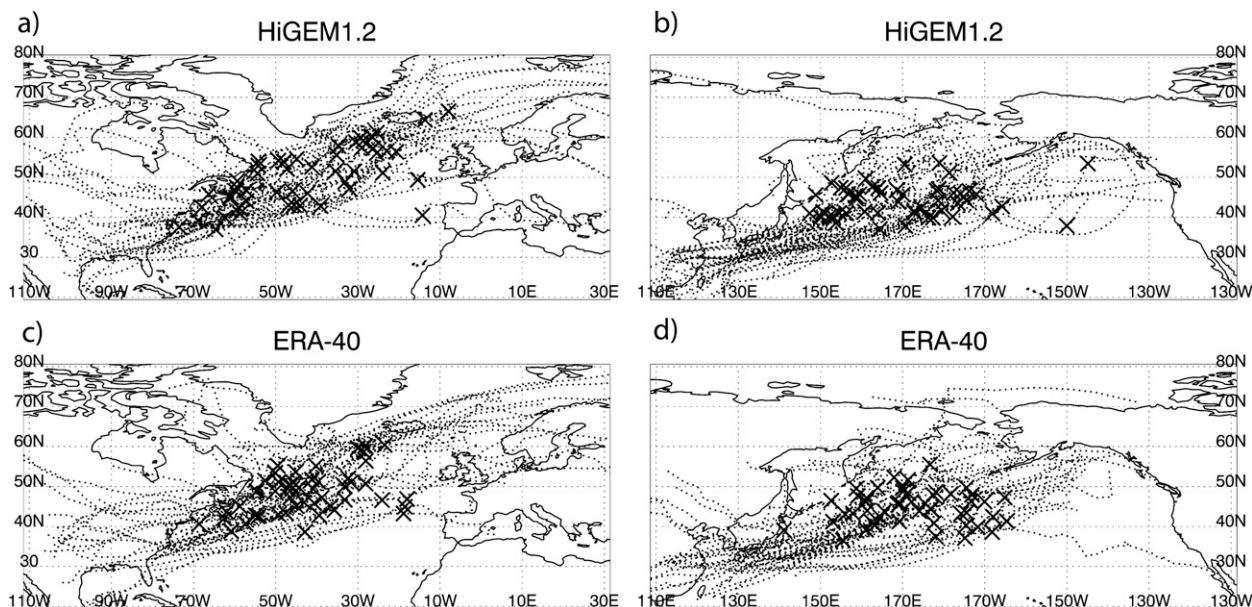 a)
HiGEM1.2
80N
70N
60N
50N
40N
30
110W 90W 70W 50W 30W 10W 10E 30E
b)
HiGEM1.2
80N
70N
60N
50N
40N
30N
110E 130E 150E 170E 170W 150W 130W 130W
c)
ERA-40
80N
70N
60N
50N
40N
30
110W 90W 70W 50W 30W 10W 10E 30E
d)
ERA-40
80N
70N
60N
50N
40N
30N
110E 130E 150E 170E 170W 150W 130W 130W